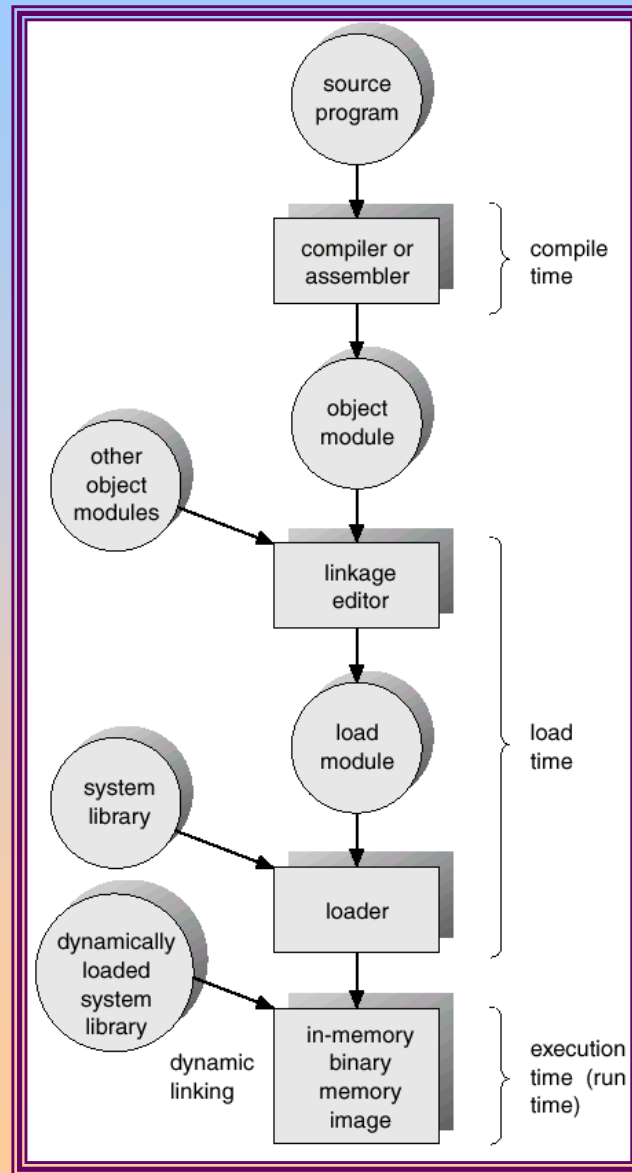 source
program
compiler or
assembler
compile
time
object
module
other
object
modules
linkage
editor
load
module
load
time
system
library
loader
dynamically
loaded
system
library
dynamic
linking
in-memory
binary
memory
image
execution
time (run
time)